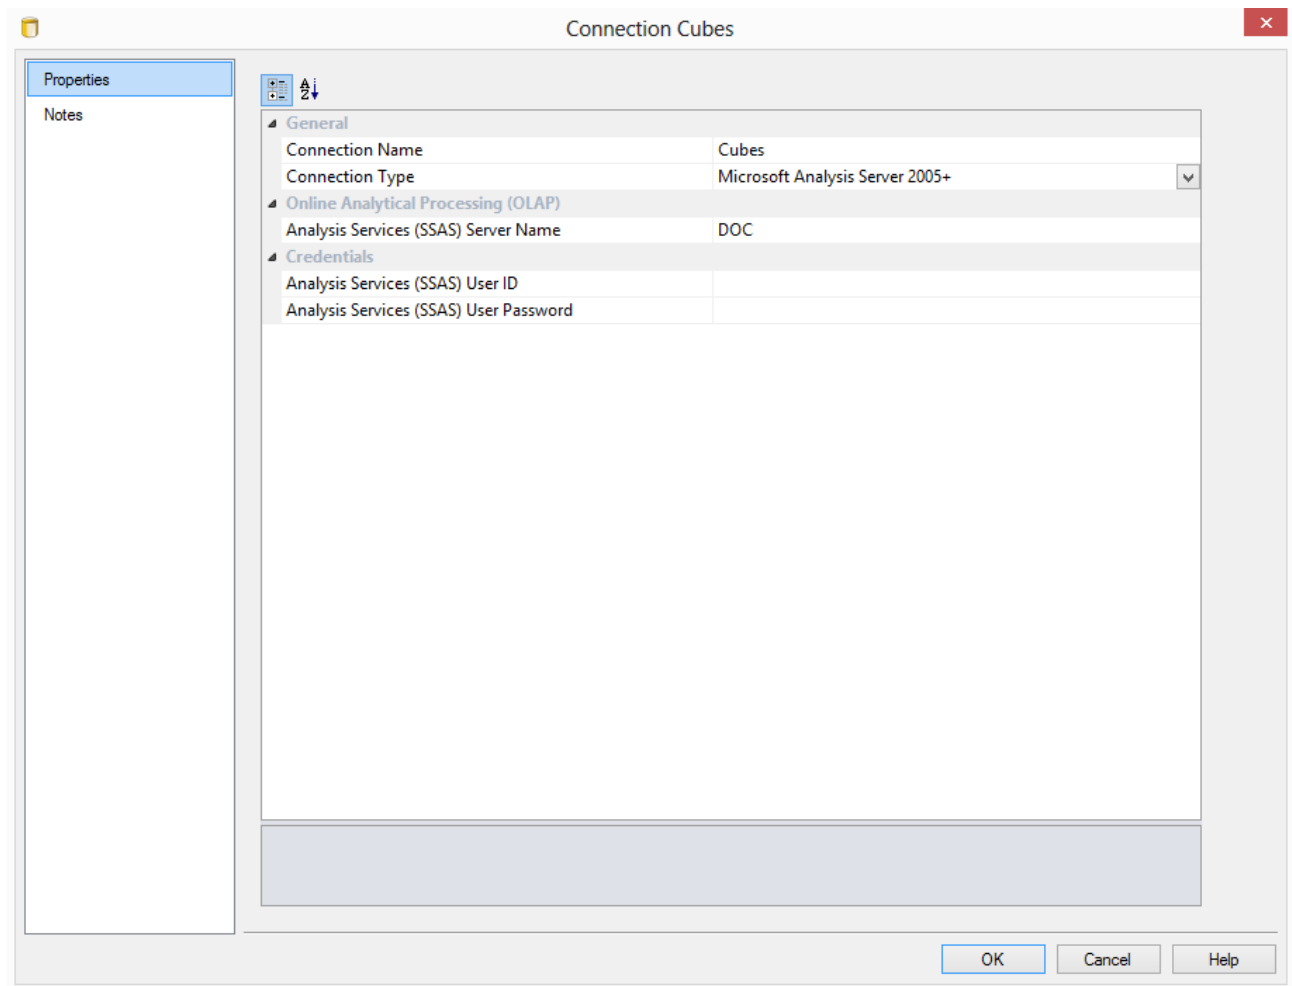 Connection Cubes
Properties
Notes
General
Connection Name Cubes
Connection Type Microsoft Analysis Server 2005+
Online Analytical Processing (OLAP)
Analysis Services (SSAS) Server Name DOC
Credentials
Analysis Services (SSAS) User ID
Analysis Services (SSAS) User Password
OK Cancel Help